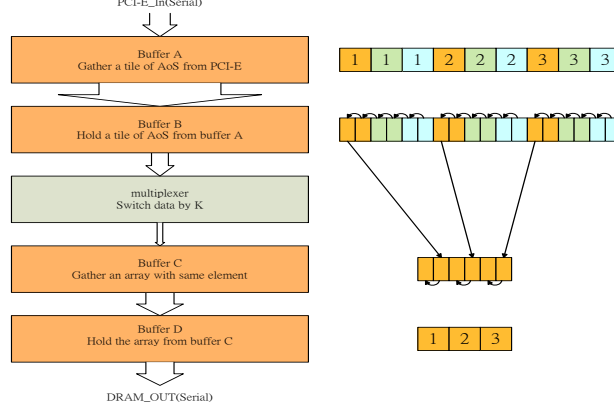 PCI-E_In(Serial)
Buffer A
Gather a tile of AoS from PCI-E
1 1 1 2 2 2 3 3 3
Buffer B
Hold a tile of AoS from buffer A
multiplexer
Switch data by K
Buffer C
Gather an array with same element
Buffer D
Hold the array from buffer C
1 2 3
DRAM_OUT(Serial)